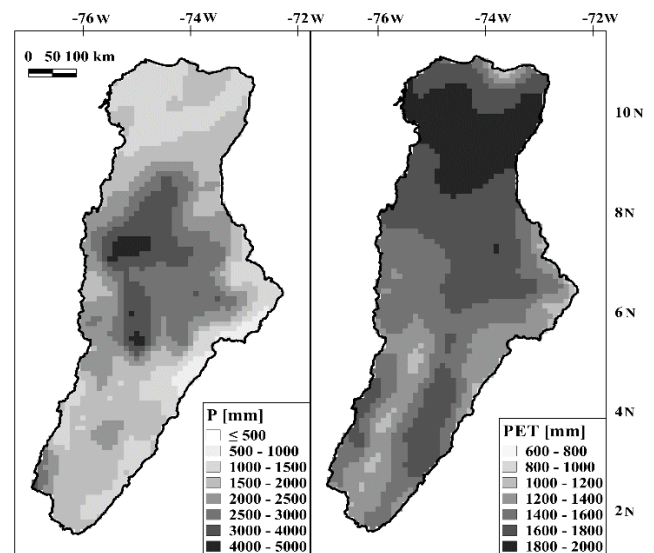 -76 W -74 W -72 W
-76 W -74 W -72 W
0 50 100 km
10 N
8 N
6 N
4 N
2 N
P [mm]
≤ 500
500 - 1000
1000 - 1500
1500 - 2000
2000 - 2500
2500 - 3000
3000 - 4000
4000 - 5000
PET [mm]
600 - 800
800 - 1000
1000 - 1200
1200 - 1400
1400 - 1600
1600 - 1800
1800 - 2000